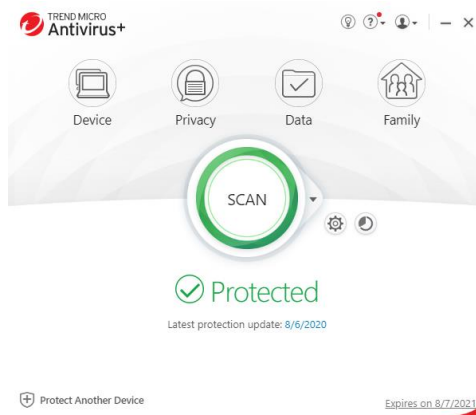 TREND MICRO
Antivirus+
Device Privacy Data Family
SCAN
Protected
Latest protection update: 8/6/2020
Protect Another Device
Expires on 8/7/2021